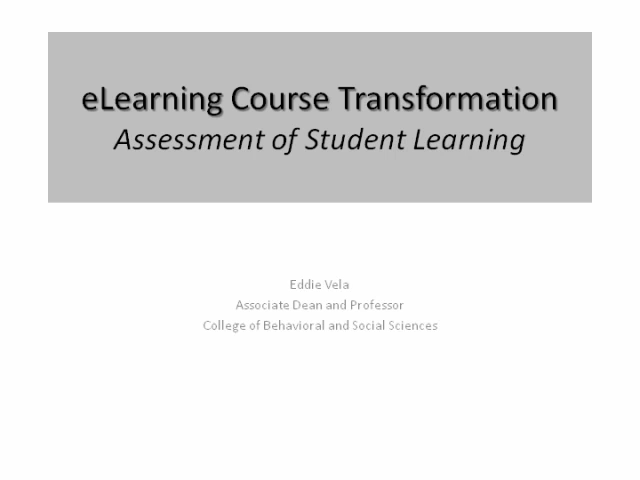 eLearning Course Transformation
Assessment of Student Learning
Eddie Vela
Associate Dean and Professor
College of Behavioral and Social Sciences